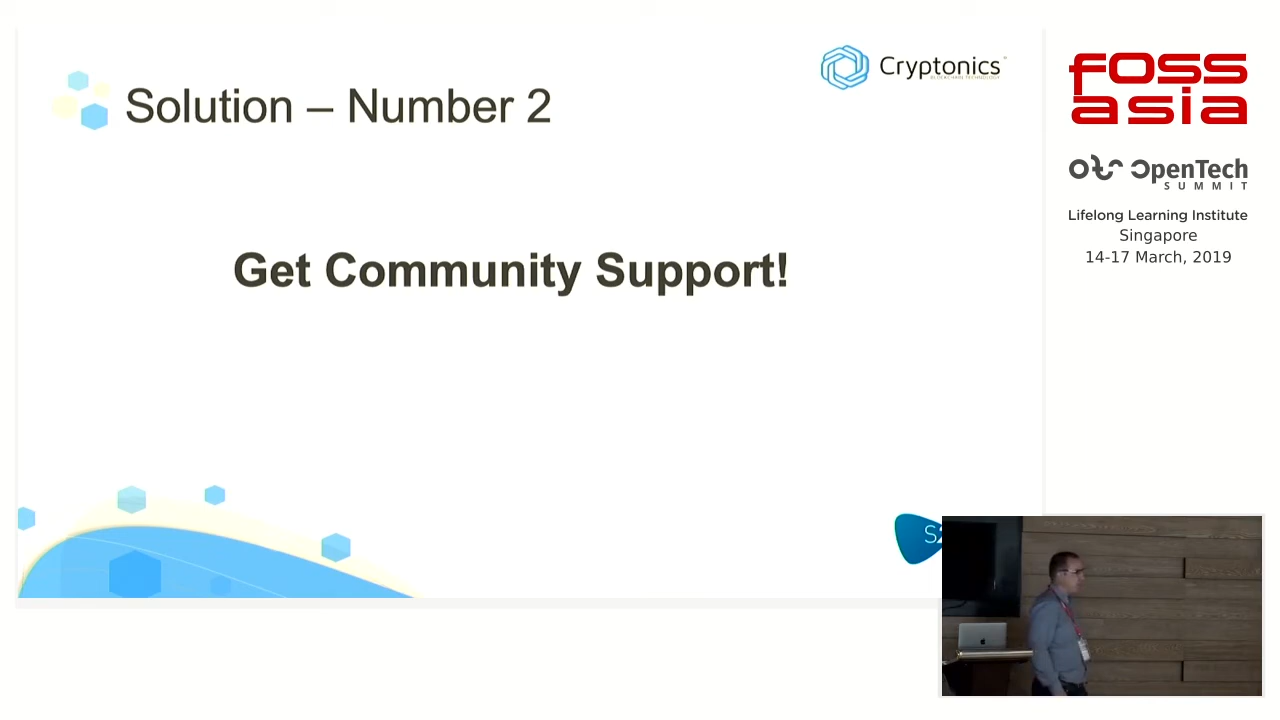 Solution – Number 2
Cryptonics
Get Community Support!
FOSS
asia
OpenTech
SUMMIT
Lifelong Learning Institute
Singapore
14-17 March, 2019